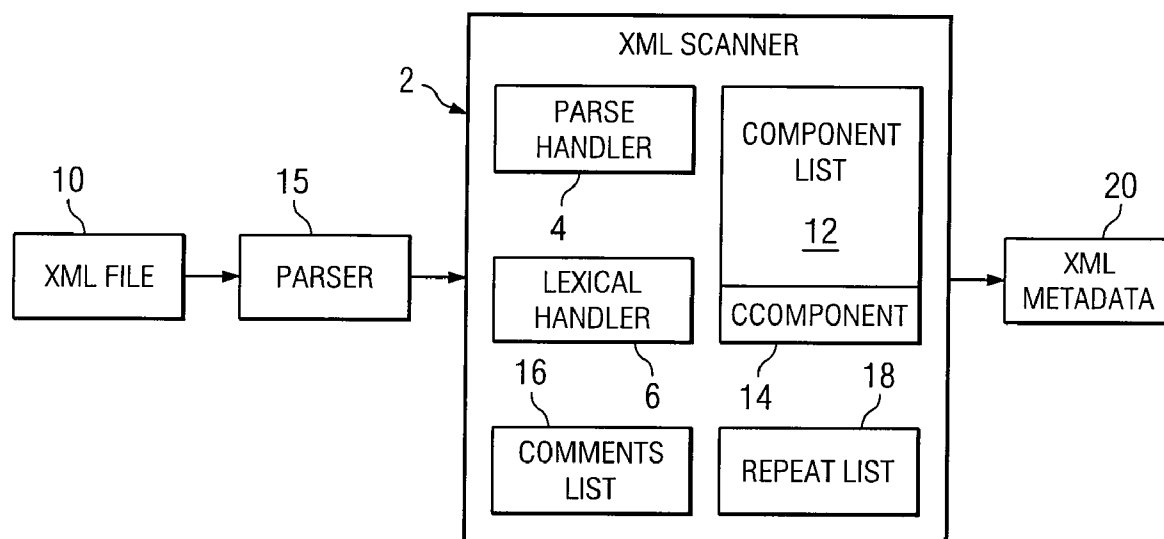 XML SCANNER
2
PARSE
HANDLER
4
COMPONENT
LIST
12
10
XML FILE
15
PARSER
LEXICAL
HANDLER
6
CCOMPONENT
14
20
XML
METADATA
16
COMMENTS
LIST
18
REPEAT LIST